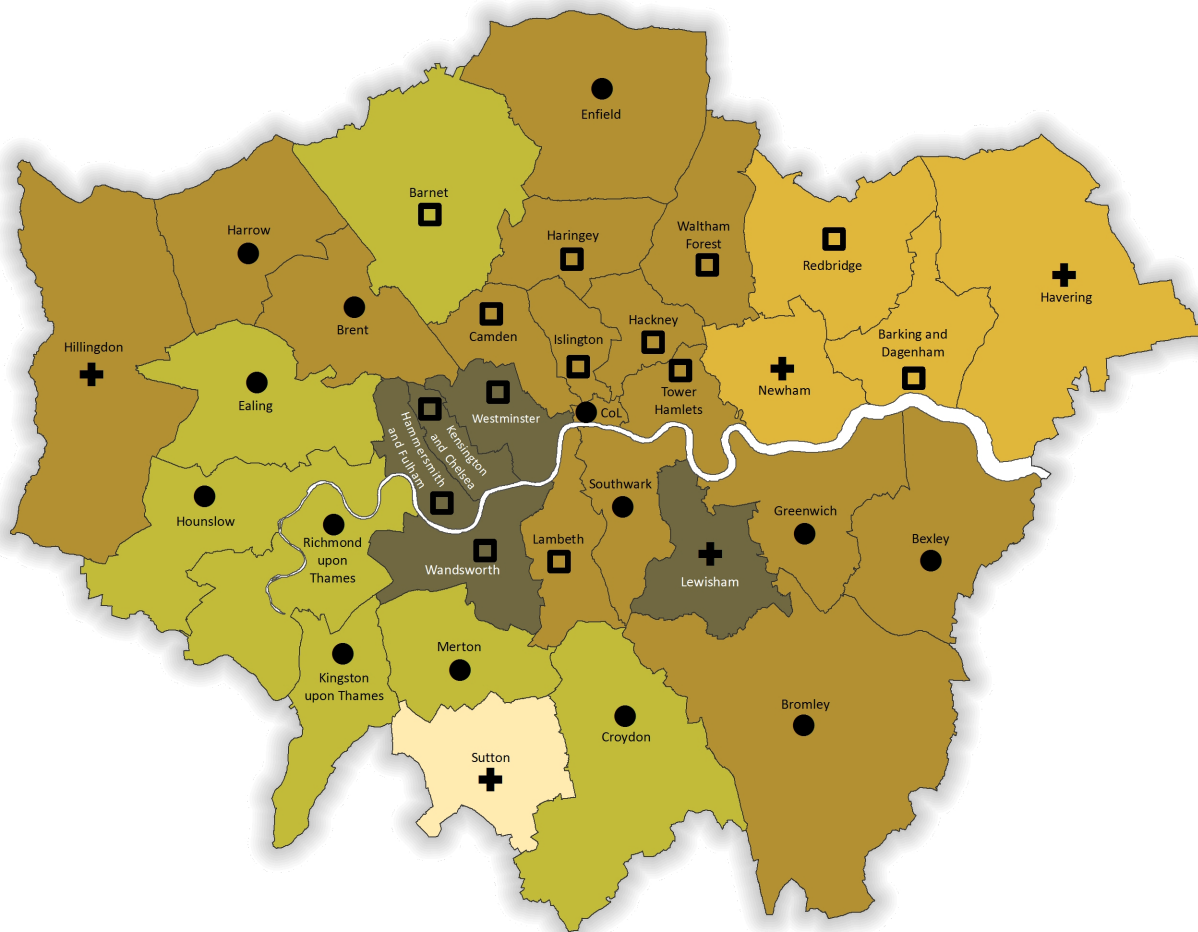 Enfield
Barnet
Harrow
Haringey
Waltham
Forest
Redbridge
Havering
Brent
Camden
Islington
Hackney
Hillingdon
Barking and
Dagenham
Ealing
Newham
Tower
Hamlets
Westminster
CoL
Kensington
and Chelsea
Hammersmith
and Fulham
Hounslow
Southwark
Greenwich
Richmond
upon
Thames
Lambeth
Bexley
Wandsworth
Lewisham
Merton
Kingston
upon Thames
Bromley
Croydon
Sutton